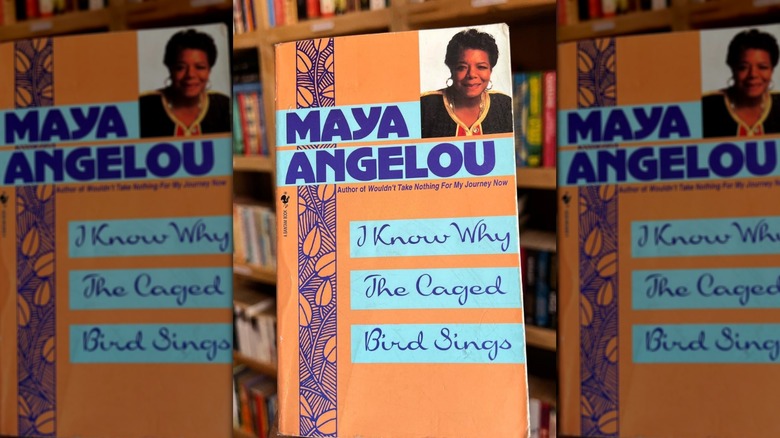 MAYA
ANGELOU
Author of Wouldn't Take Nothing For My Journey Now
I Know Why
The Caged
Bird Sings